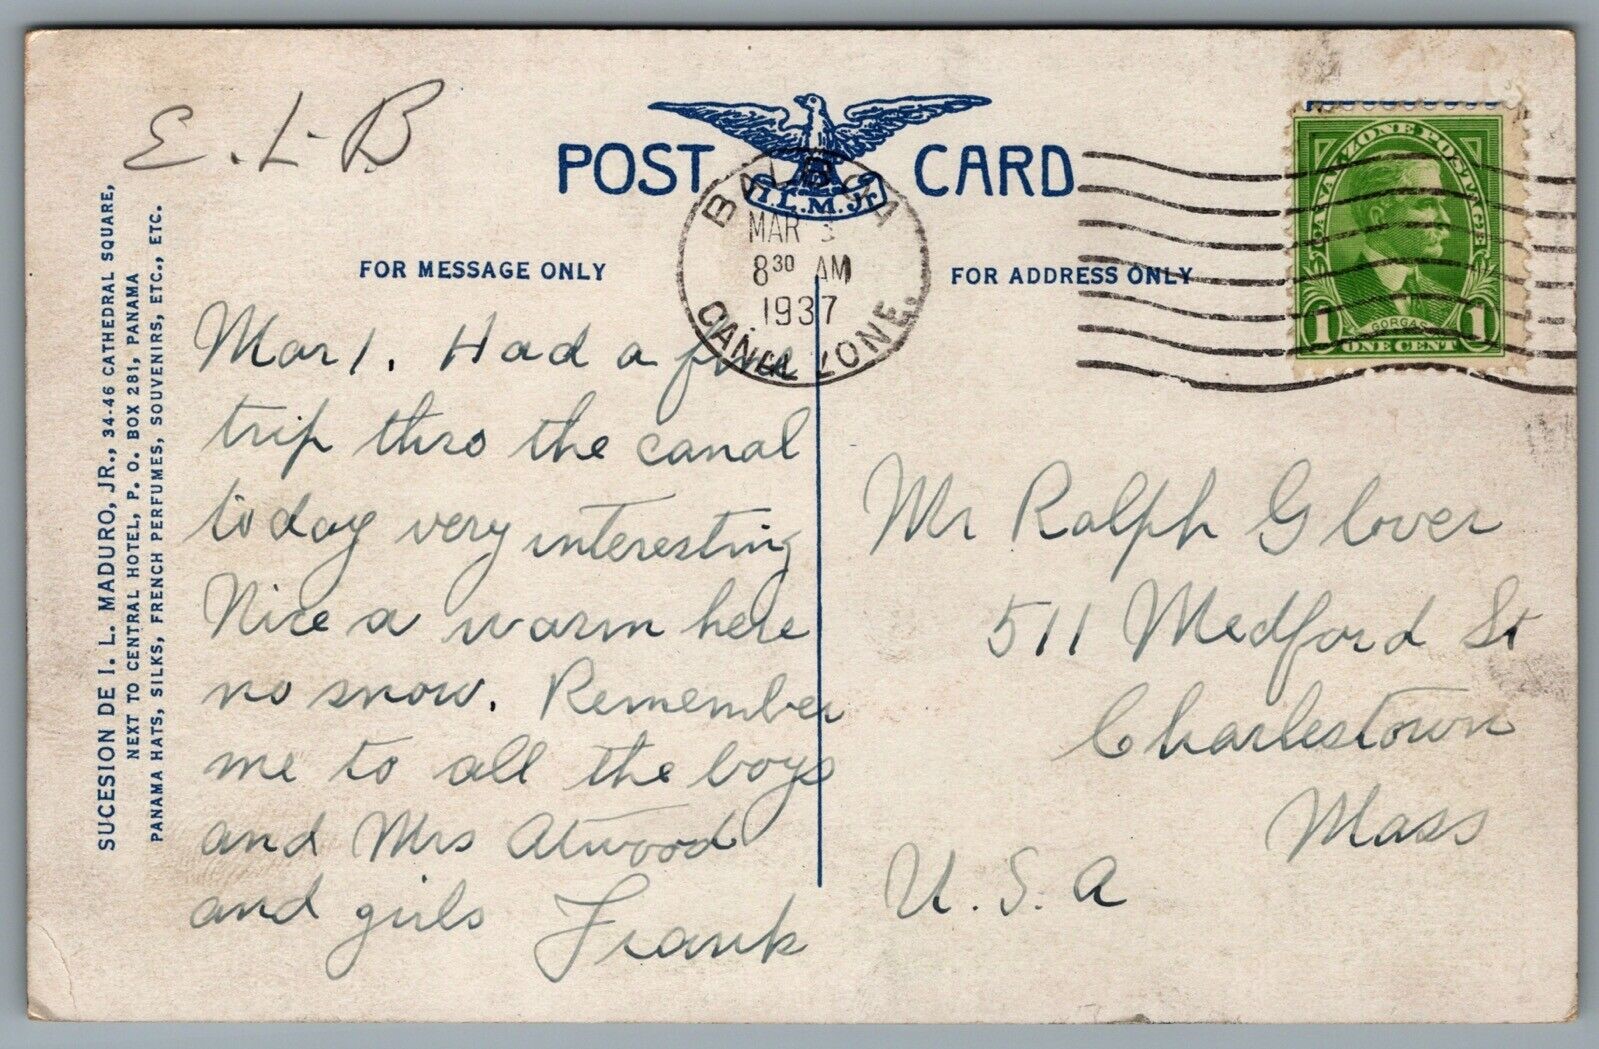 E. L-B
POST CARD
I.L.M. Jr.
FOR MESSAGE ONLY
FOR ADDRESS ONLY
BALBOA
MAR 3
8 30 AM
1937
CANAL ZONE.
CANAL ZONE POSTAGE
GORGAS
1 ONE CENT 1
SUCESION DE I. L. MADURO, JR., 34-46 CATHEDRAL SQUARE,
NEXT TO CENTRAL HOTEL, P. O. BOX 281, PANAMA
PANAMA HATS, SILKS, FRENCH PERFUMES, SOUVENIRS, ETC., ETC.
Mar 1. Had a fine
trip thro the canal
today very interesting
Nice a warm here
no snow. Remember
me to all the boys
and Mrs Atwood
and girls Frank
Mr Ralph Glover
511 Medford St
Charlestown
Mass
U.S.A